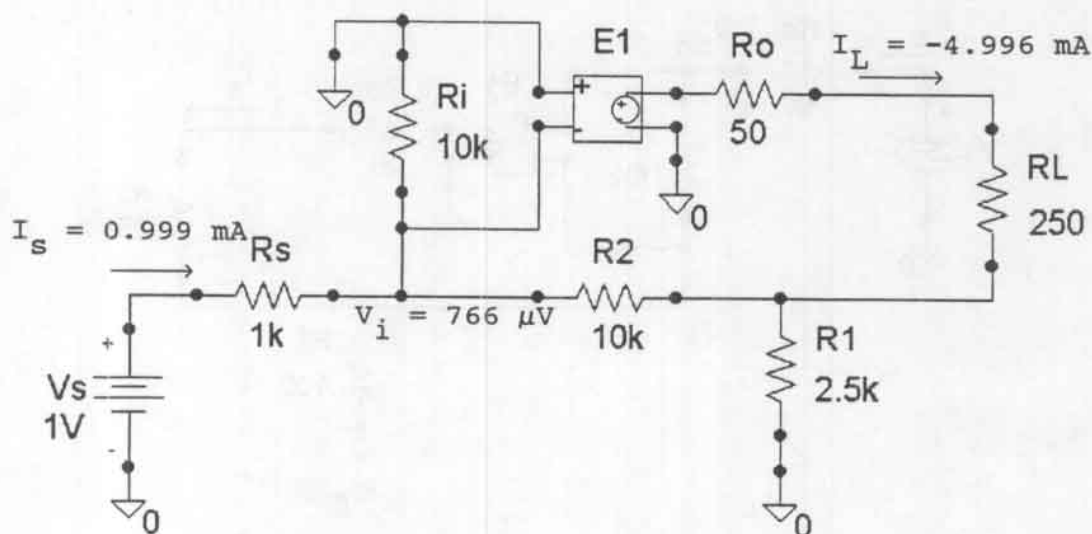 E1
Ro
50
I_L = -4.996 mA
0
Ri
10k
RL
250
0
I_s = 0.999 mA
Rs
1k
V_i = 766 µV
R2
10k
R1
2.5k
+
Vs
1V
-
0
0
+
-
+